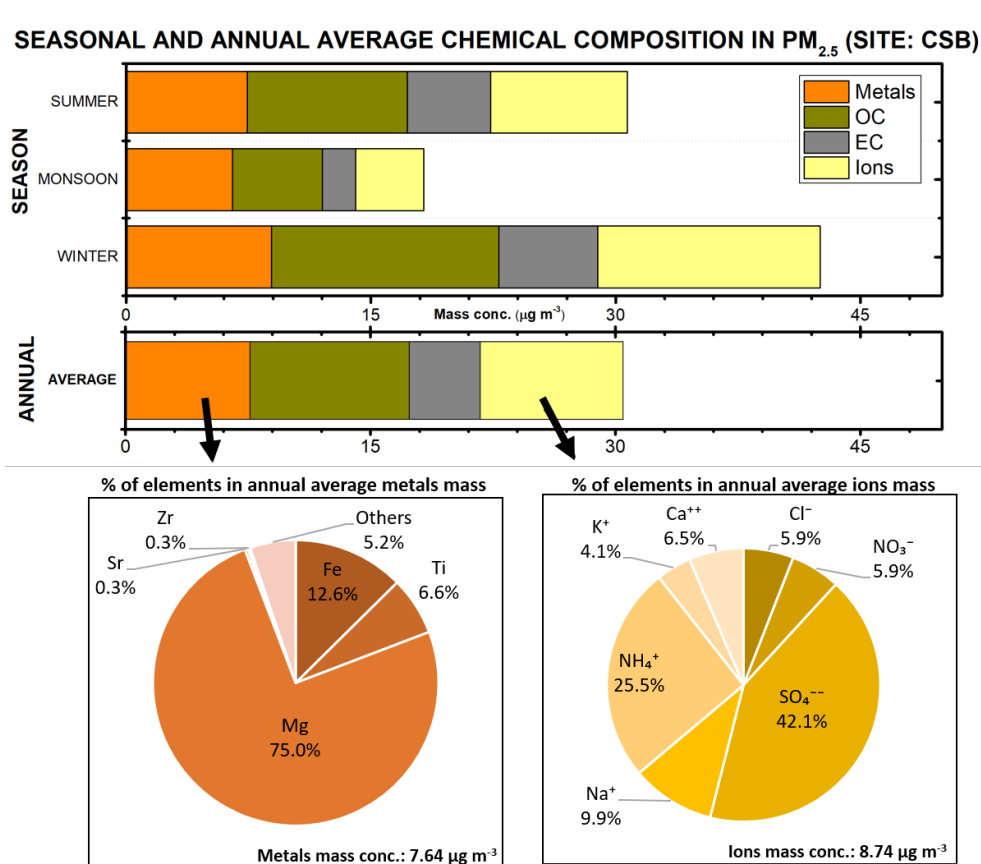 SEASONAL AND ANNUAL AVERAGE CHEMICAL COMPOSITION IN PM2.5 (SITE: CSB)
SEASON
SUMMER
MONSOON
WINTER
Metals
OC
EC
Ions
0
15
30
45
Mass conc. (µg m-3)
ANNUAL
AVERAGE
0
15
30
45
% of elements in annual average metals mass
Zr
0.3%
Others
5.2%
Sr
0.3%
Fe
12.6%
Ti
6.6%
Mg
75.0%
Metals mass conc.: 7.64 µg m-3
% of elements in annual average ions mass
K⁺
4.1%
Ca⁺⁺
6.5%
Cl⁻
5.9%
NO₃⁻
5.9%
NH₄⁺
25.5%
SO₄⁻⁻
42.1%
Na⁺
9.9%
Ions mass conc.: 8.74 µg m-3